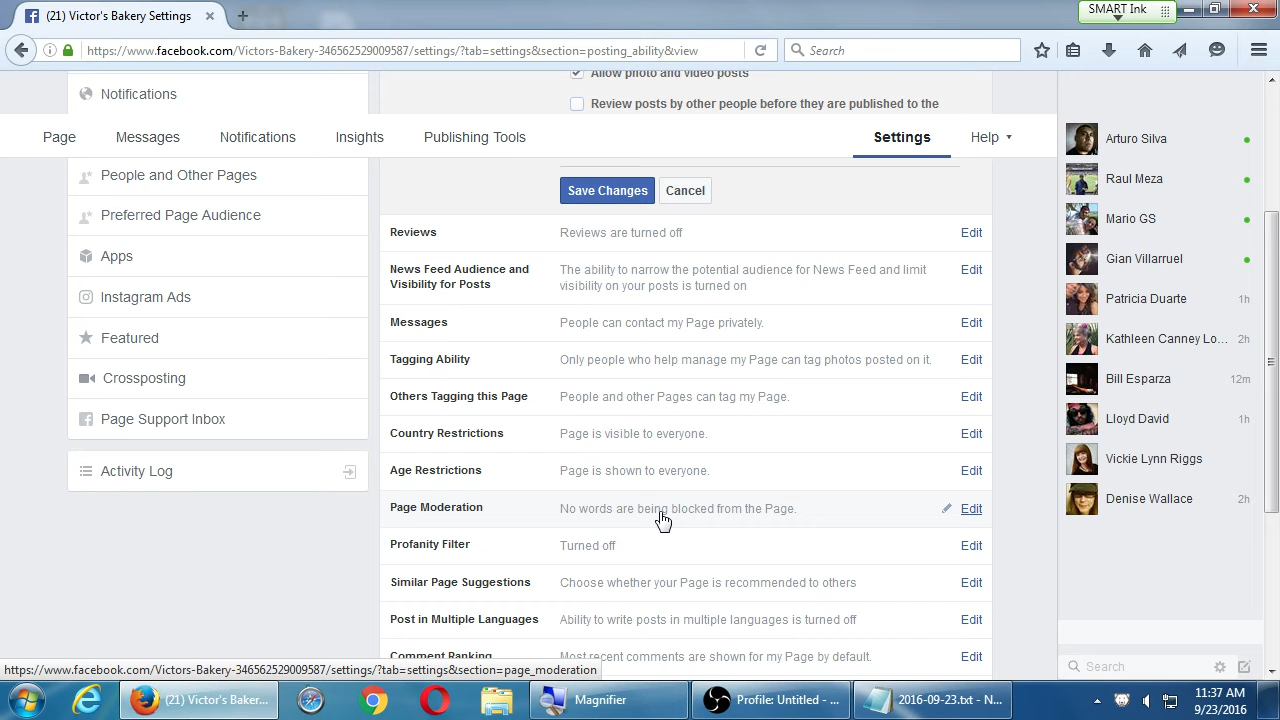 (21) Victor's Bakery Settings
SMART Ink
https://www.facebook.com/Victors-Bakery-346562529009587/settings/?tab=settings&section=posting_ability&view
Search
Allow photo and video posts
Notifications
Review posts by other people before they are published to the
Page
Messages
Notifications
Insights
Publishing Tools
Settings
Help
People and Other Pages
Preferred Page Audience
Apps
Instagram Ads
Featured
Crossposting
Page Support Inbox
Activity Log
Save Changes
Cancel
Reviews
Reviews are turned off
Edit
News Feed Audience and
Visibility for Posts
The ability to narrow the potential audience for News Feed and limit
visibility on your posts is turned on
Edit
Messages
People can contact my Page privately.
Edit
Tagging Ability
Only people who help manage my Page can tag photos posted on it.
Edit
Others Tagging this Page
People and other Pages can tag my Page.
Edit
Country Restrictions
Page is visible to everyone.
Edit
Age Restrictions
Page is shown to everyone.
Edit
Page Moderation
No words are being blocked from the Page.
Edit
Profanity Filter
Turned off
Edit
Similar Page Suggestions
Choose whether your Page is recommended to others
Edit
Post in Multiple Languages
Ability to write posts in multiple languages is turned off
Edit
Comment Ranking
Most recent comments are shown for my Page by default.
Edit
Arturo Silva
Raul Meza
Mario GS
Gian Villarruel
Patricia Duarte 1h
Kathleen Canney Lo... 2h
Bill Esparza 12m
Lloyd David 1h
Vickie Lynn Riggs
Denise Wallace 2h
Search
https://www.facebook.com/Victors-Bakery-346562529009587/settings/?tab=settings&section=page_moderation
(21) Victor's Baker...
Magnifier
Profile: Untitled - ...
2016-09-23.txt - N...
11:37 AM
9/23/2016